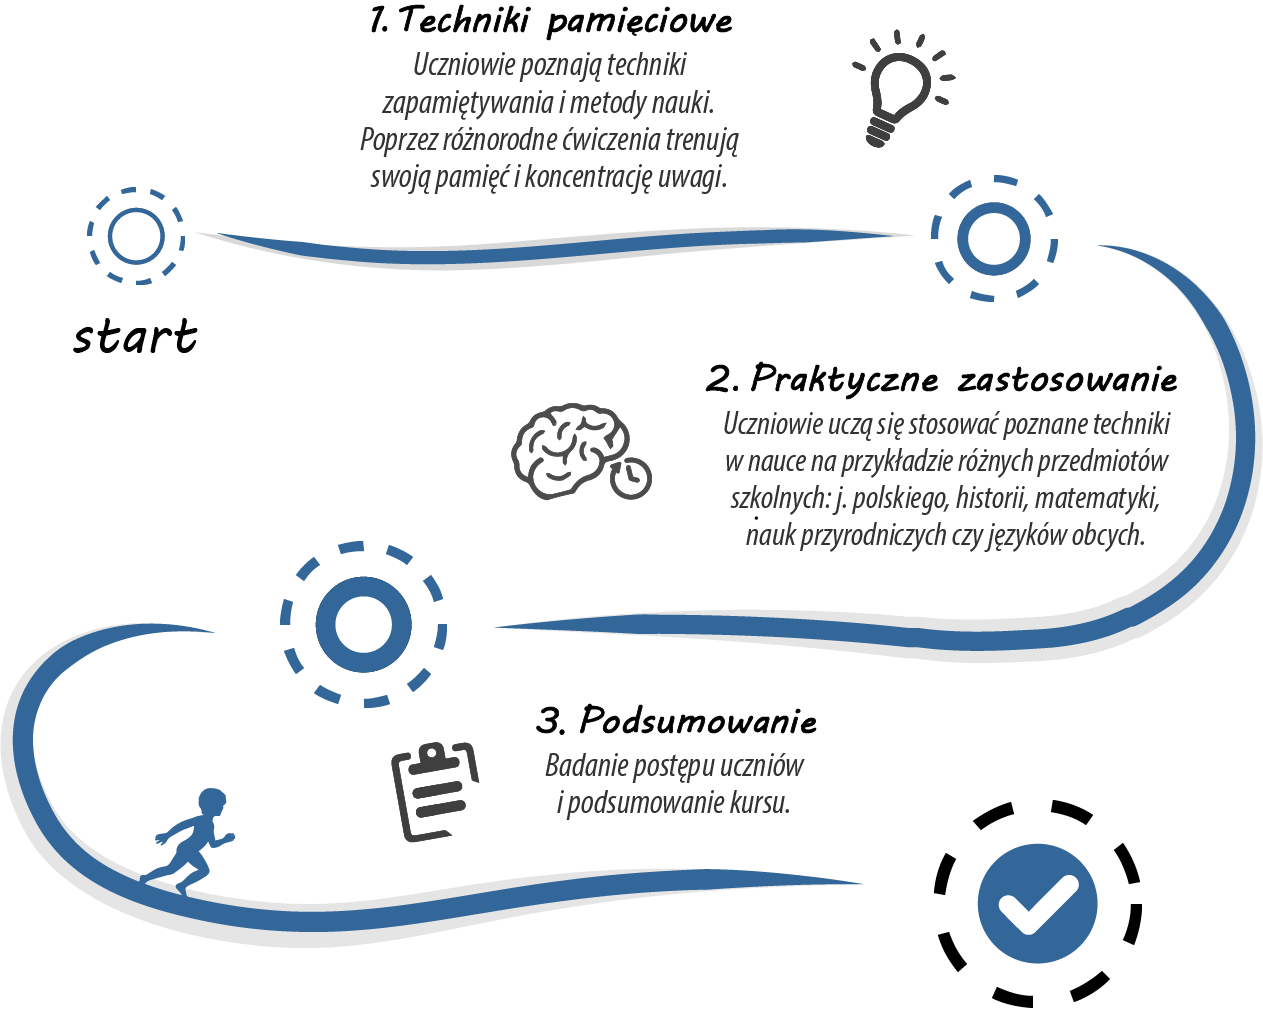 1. Techniki pamięciowe
Uczniowie poznają techniki
zapamiętywania i metody nauki.
Poprzez różnorodne ćwiczenia trenują
swoją pamięć i koncentrację uwagi.
start
2. Praktyczne zastosowanie
Uczniowie uczą się stosować poznane techniki
w nauce na przykładzie różnych przedmiotów
szkolnych: j. polskiego, historii, matematyki,
nauk przyrodniczych czy języków obcych.
3. Podsumowanie
Badanie postępu uczniów
i podsumowanie kursu.